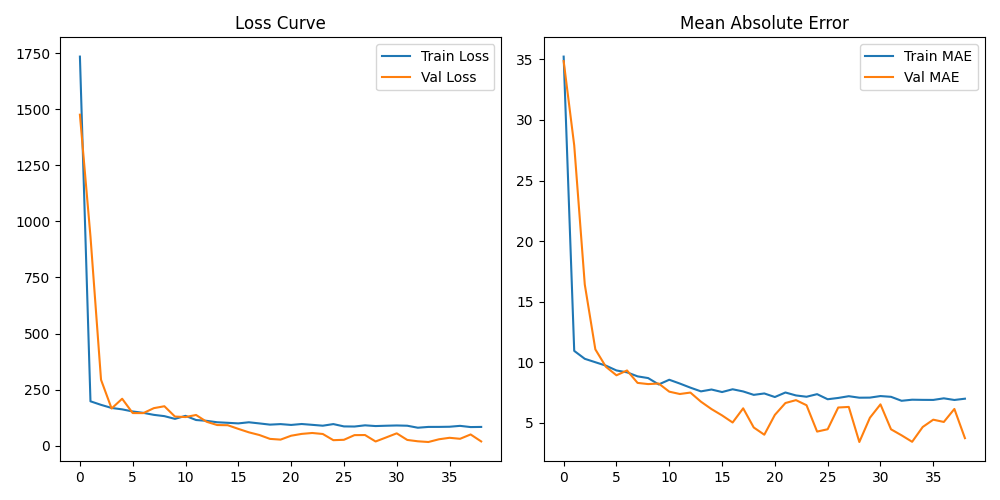 Loss Curve
Train Loss
Val Loss
1750
1500
1250
1000
750
500
250
0
0 5 10 15 20 25 30 35
Mean Absolute Error
Train MAE
Val MAE
35
30
25
20
15
10
5
0 5 10 15 20 25 30 35